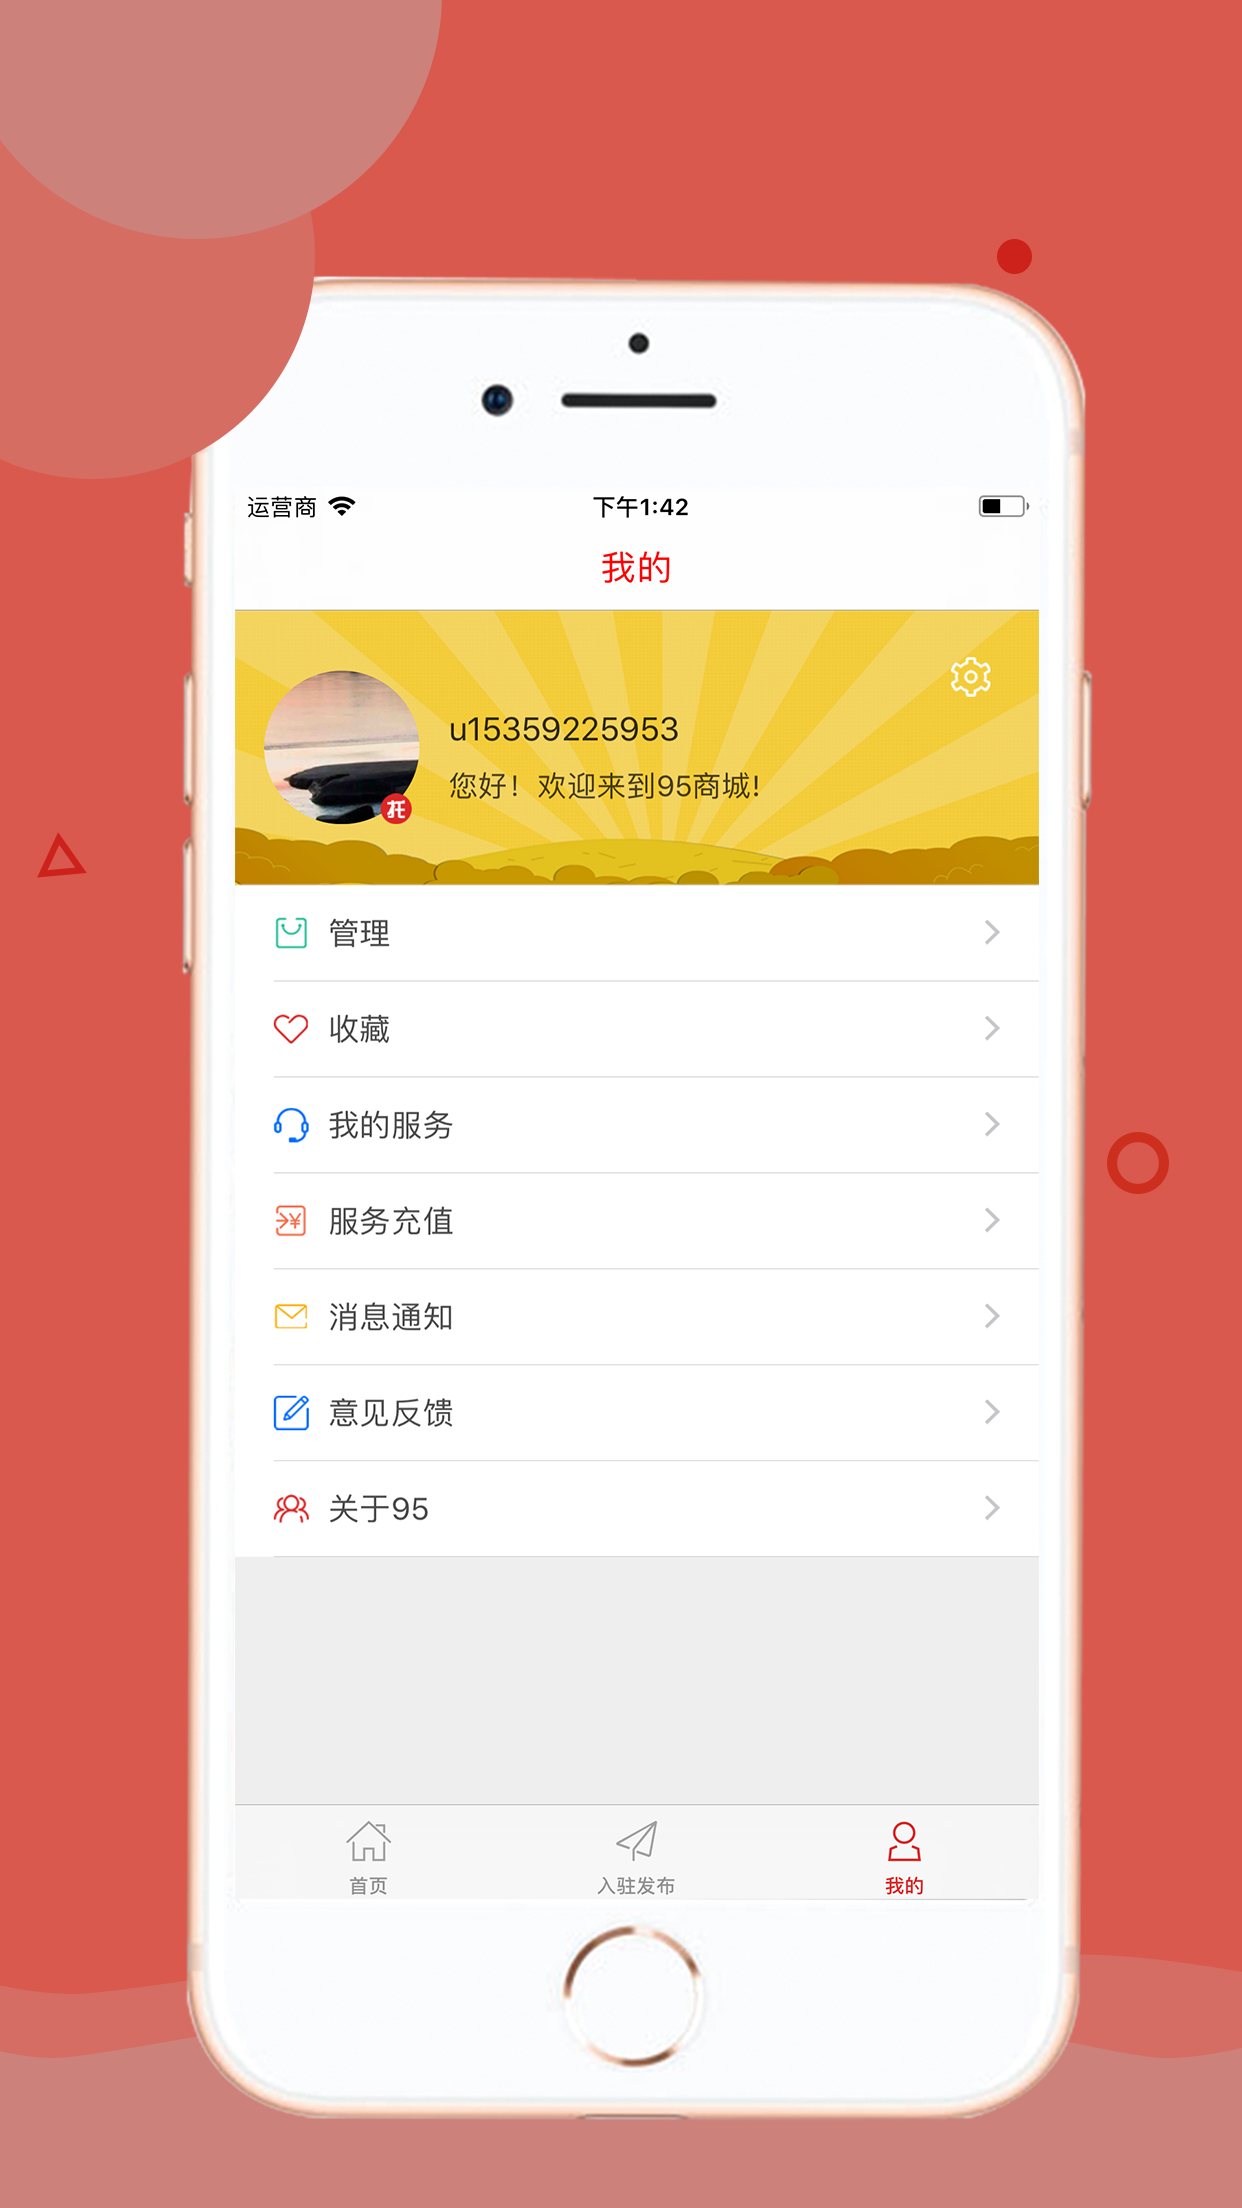 运营商 下午1:42
我的
u15359225953
您好！欢迎来到95商城!
托
管理
收藏
我的服务
服务充值
消息通知
意见反馈
关于95
首页 入驻发布 我的